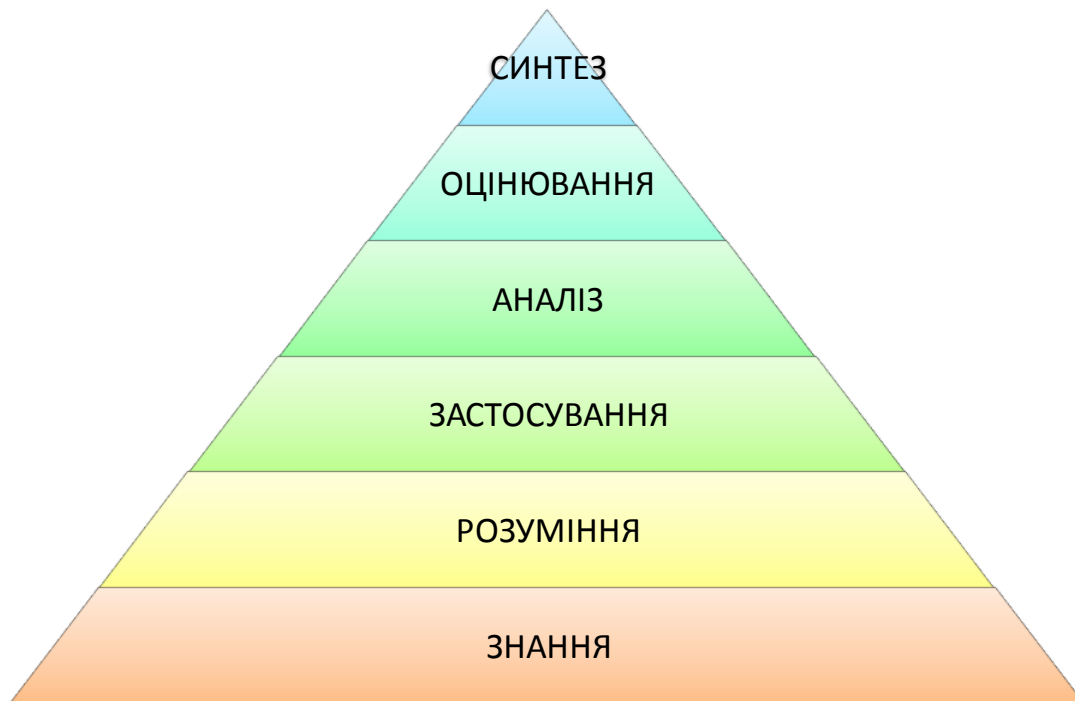 СИНТЕЗ
ОЦІНЮВАННЯ
АНАЛІЗ
ЗАСТОСУВАННЯ
РОЗУМІННЯ
ЗНАННЯ